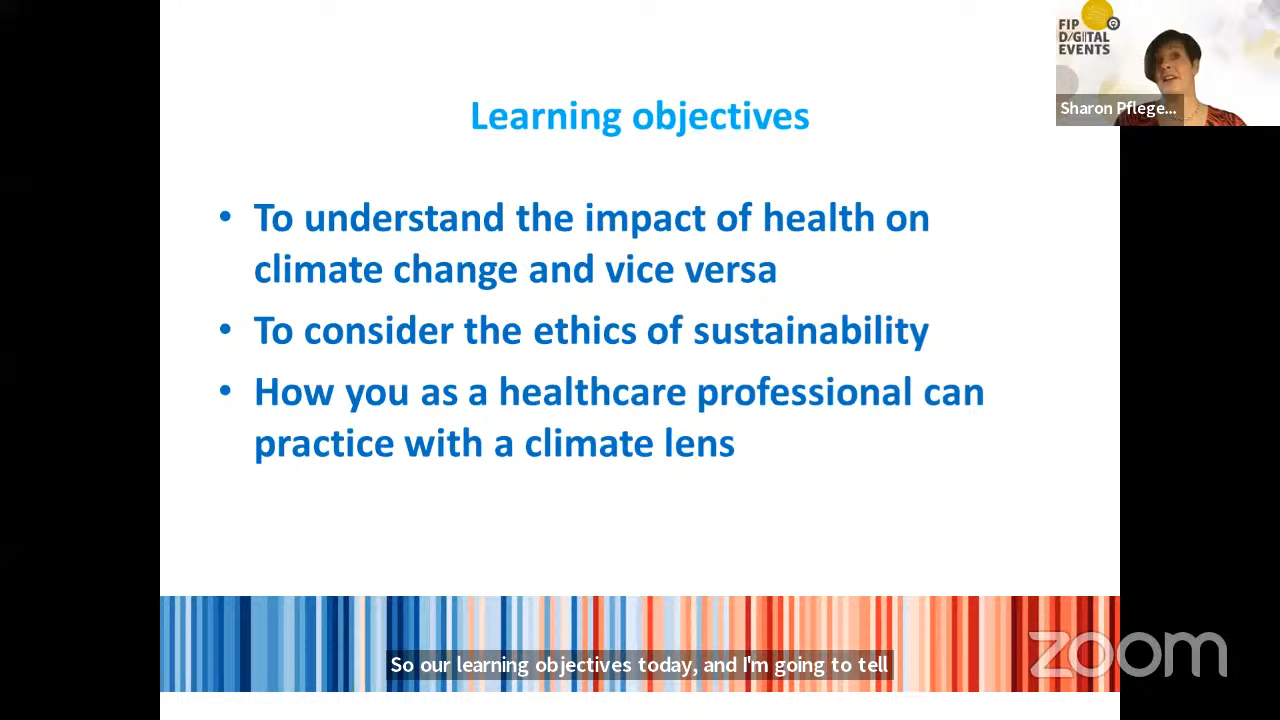 FIP
DIGITAL
EVENTS
Sharon Pflege...
Learning objectives
• To understand the impact of health on
climate change and vice versa
• To consider the ethics of sustainability
• How you as a healthcare professional can
practice with a climate lens
So our learning objectives today, and I'm going to tell
zoom